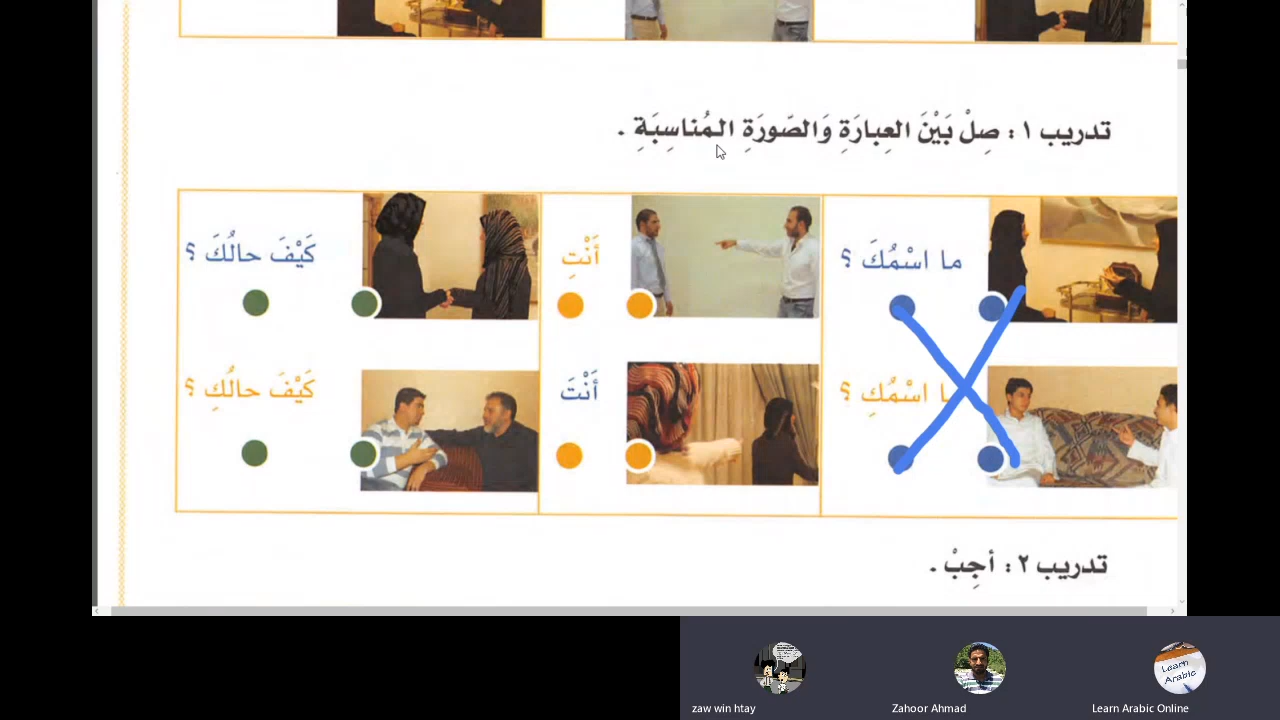 تدريب ١ : صِلْ بَيْنَ العِبارَةِ وَالصّورَةِ المُناسِبَةِ .
ما اسْمُكَ ؟
أَنْتِ
كَيْفَ حالُكَ ؟
ما اسْمُكِ ؟
أَنْتَ
كَيْفَ حالُكِ ؟
تدريب ٢ : أجِبْ .
Learn Arabic
zaw win htay
Zahoor Ahmad
Learn Arabic Online